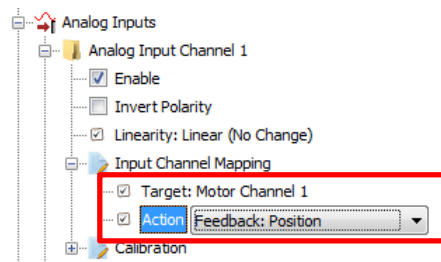 Analog Inputs
Analog Input Channel 1
Enable
Invert Polarity
Linearity: Linear (No Change)
Input Channel Mapping
Target: Motor Channel 1
Action Feedback: Position
Calibration